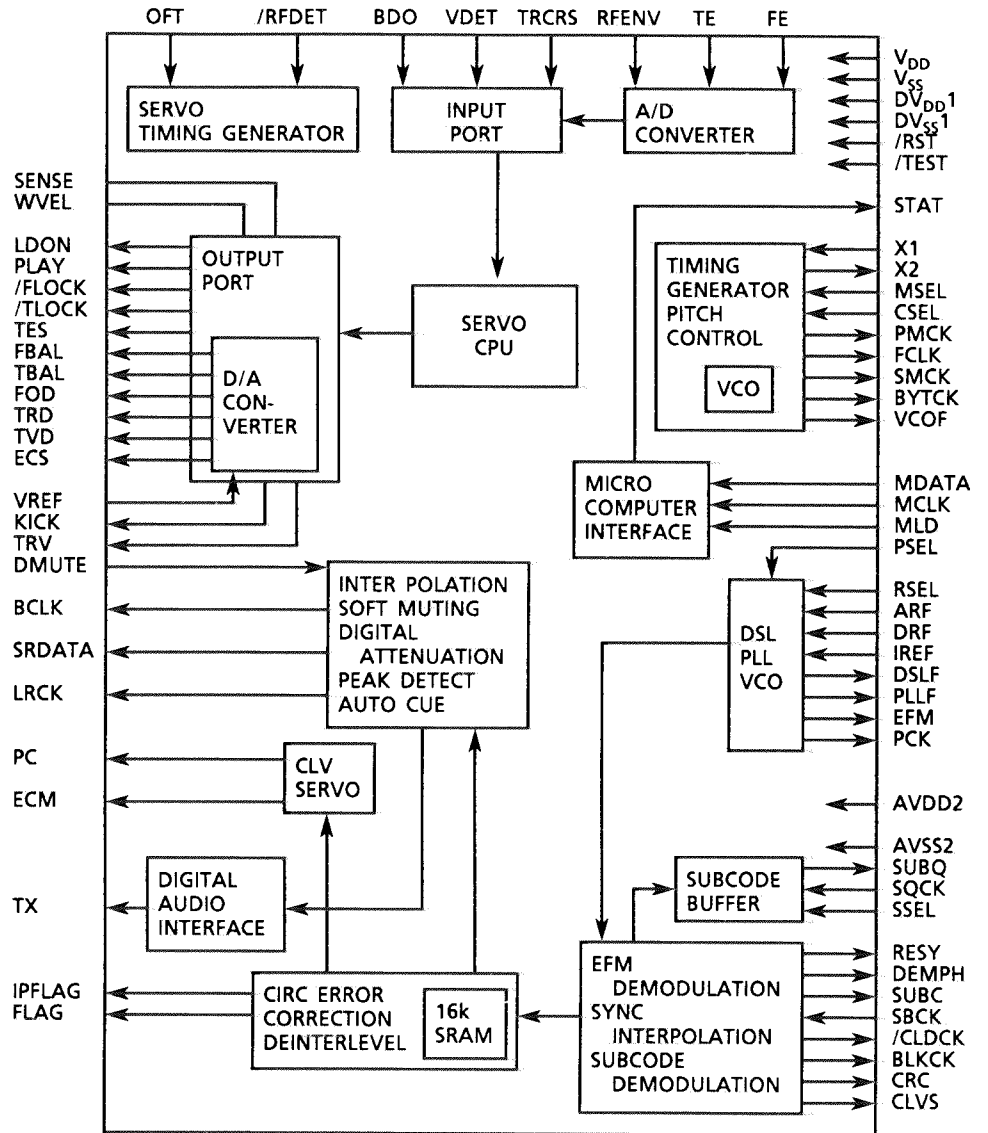 OFT /RFDET BDO VDET TRCRS RFENV TE FE
SERVO
TIMING GENERATOR
INPUT
PORT
A/D
CONVERTER
VDD
VSS
DVDD1
DVSS1
/RST
/TEST
SENSE
WVEL
LDON
PLAY
/FLOCK
/TLOCK
TES
FBAL
TBAL
FOD
TRD
TVD
ECS
VREF
KICK
TRV
OUTPUT
PORT
D/A
CON-
VERTER
SERVO
CPU
STAT
TIMING
GENERATOR
PITCH
CONTROL
VCO
X1
X2
MSEL
CSEL
PMCK
FCLK
SMCK
BYTCK
VCOF
MICRO
COMPUTER
INTERFACE
MDATA
MCLK
MLD
PSEL
DMUTE
BCLK
SRDATA
LRCK
INTER POLATION
SOFT MUTING
DIGITAL
ATTENUATION
PEAK DETECT
AUTO CUE
DSL
PLL
VCO
RSEL
ARF
DRF
IREF
DSLF
PLLF
EFM
PCK
PC
ECM
CLV
SERVO
AVDD2
AVSS2
TX
DIGITAL
AUDIO
INTERFACE
SUBCODE
BUFFER
SUBQ
SQCK
SSEL
IPFLAG
FLAG
CIRC ERROR
CORRECTION
DEINTERLEVEL
16k
SRAM
EFM
DEMODULATION
SYNC
INTERPOLATION
SUBCODE
DEMODULATION
RESY
DEMPH
SUBC
SBCK
/CLDCK
BLKCK
CRC
CLVS